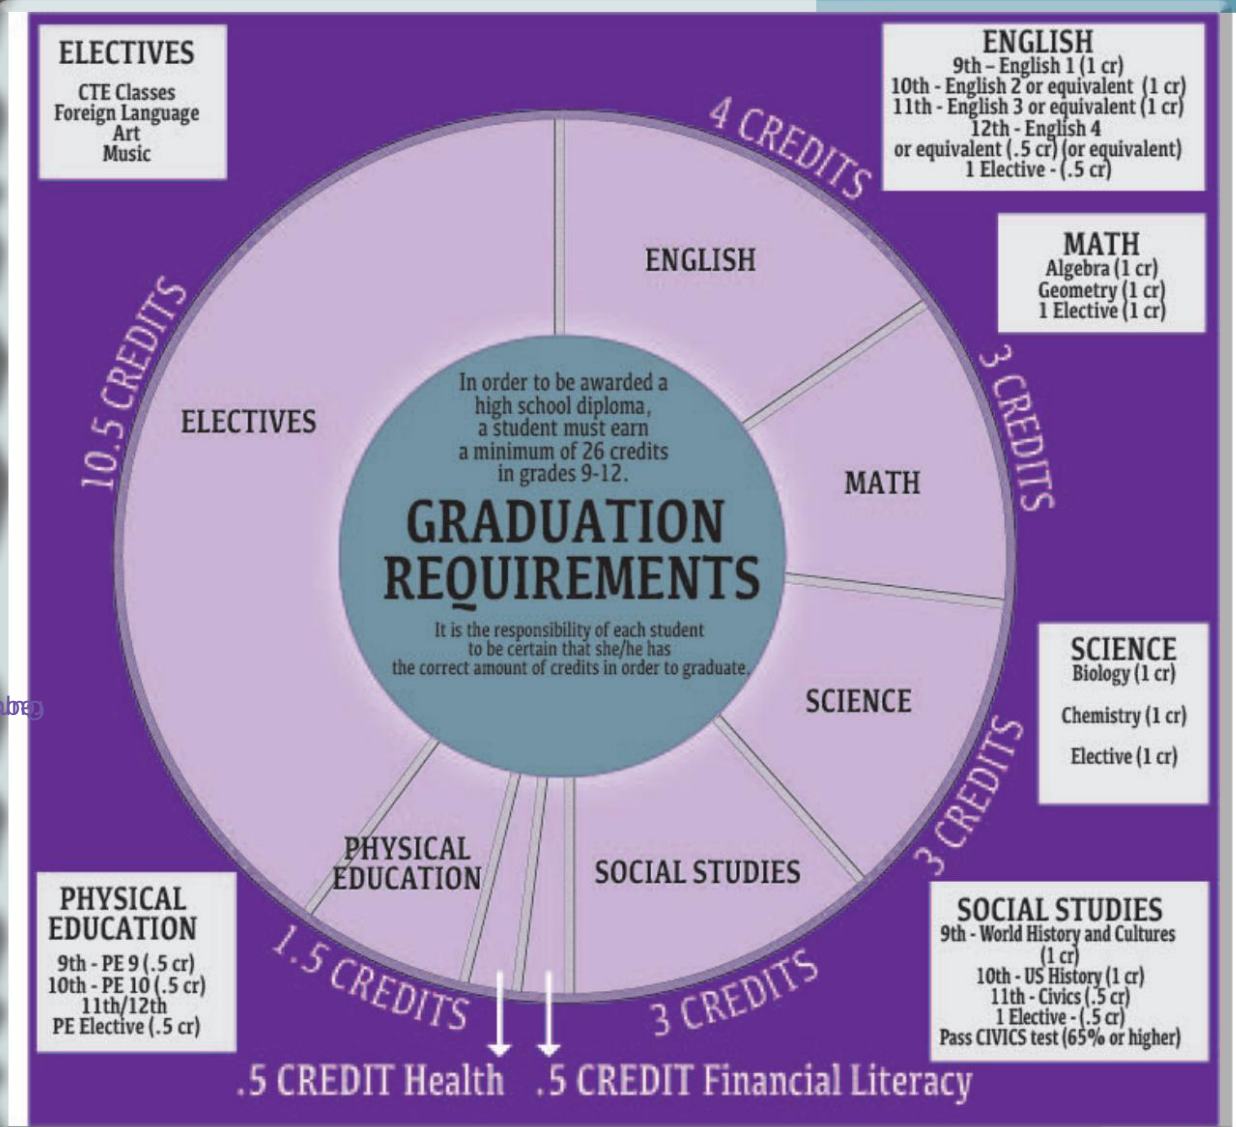 ELECTIVES
CTE Classes
Foreign Language
Art
Music
ENGLISH
9th – English 1 (1 cr)
10th - English 2 or equivalent (1 cr)
11th - English 3 or equivalent (1 cr)
12th - English 4
or equivalent (.5 cr) (or equivalent)
1 Elective - (.5 cr)
MATH
Algebra (1 cr)
Geometry (1 cr)
1 Elective (1 cr)
4 CREDITS
ENGLISH
10.5 CREDITS
ELECTIVES
3 CREDITS
MATH
In order to be awarded a
high school diploma,
a student must earn
a minimum of 26 credits
in grades 9-12.
GRADUATION
REQUIREMENTS
It is the responsibility of each student
to be certain that she/he has
the correct amount of credits in order to graduate.
SCIENCE
3 CREDITS
SCIENCE
Biology (1 cr)
Chemistry (1 cr)
Elective (1 cr)
PHYSICAL
EDUCATION
SOCIAL STUDIES
PHYSICAL
EDUCATION
9th - PE 9 (.5 cr)
10th - PE 10 (.5 cr)
11th/12th
PE Elective (.5 cr)
1.5 CREDITS
3 CREDITS
SOCIAL STUDIES
9th - World History and Cultures
(1 cr)
10th - US History (1 cr)
11th - Civics (.5 cr)
1 Elective - (.5 cr)
Pass CIVICS test (65% or higher)
.5 CREDIT Health
.5 CREDIT Financial Literacy